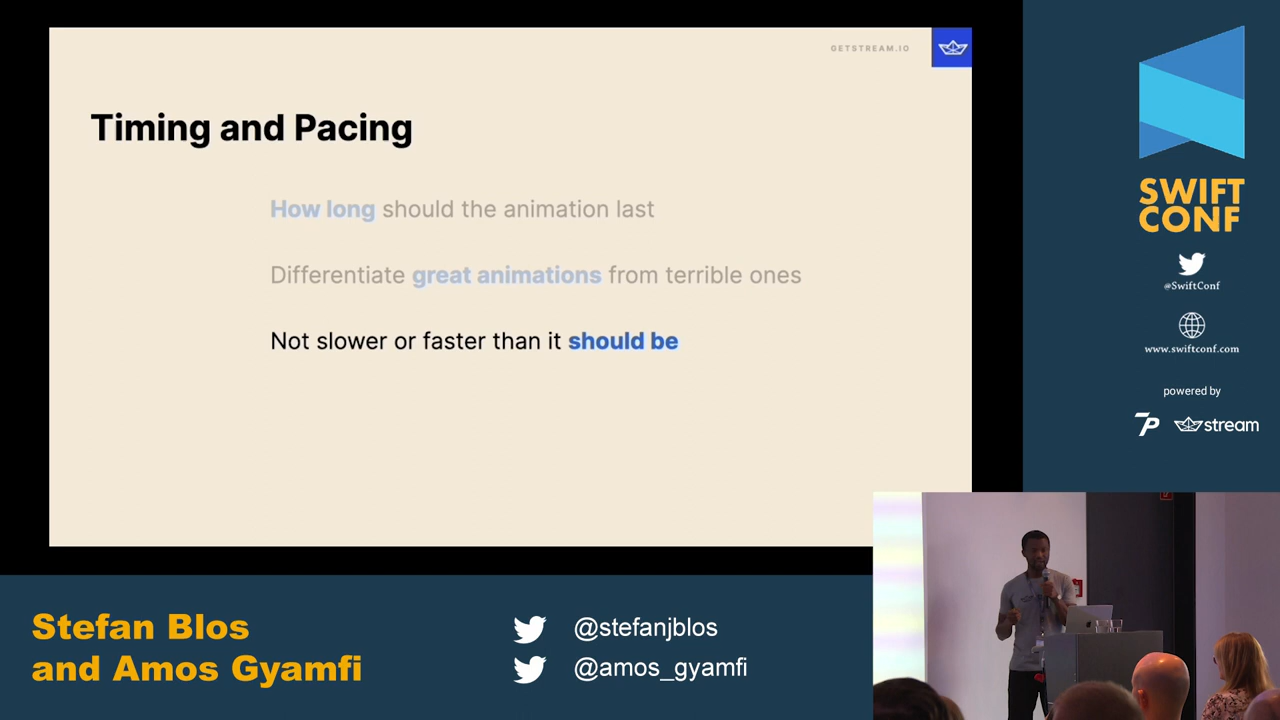 GETSTREAM.IO
Timing and Pacing
How long should the animation last
Differentiate great animations from terrible ones
Not slower or faster than it should be
SWIFT
CONF
@SwiftConf
www.swiftconf.com
powered by
7P stream
Stefan Blos
and Amos Gyamfi
@stefanjblos
@amos_gyamfi